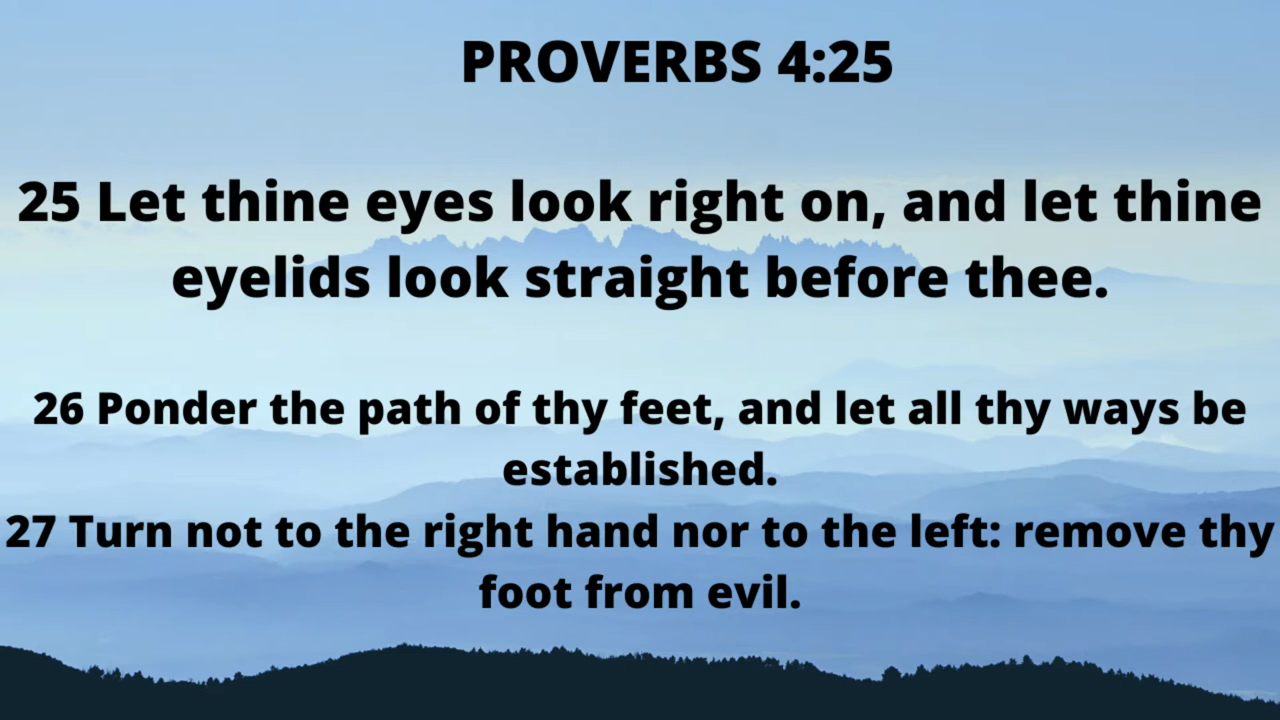 PROVERBS 4:25
25 Let thine eyes look right on, and let thine
eyelids look straight before thee.
26 Ponder the path of thy feet, and let all thy ways be
established.
27 Turn not to the right hand nor to the left: remove thy
foot from evil.